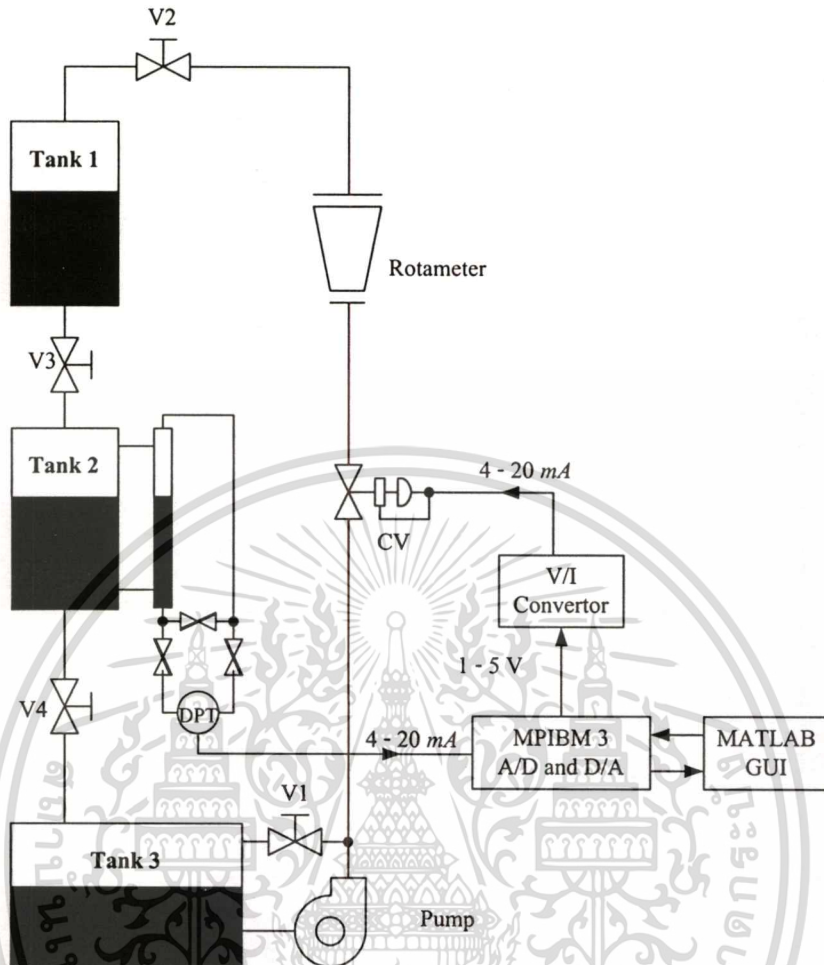 V2
Tank 1
Rotameter
V3
Tank 2
4 - 20 mA
CV
V/I
Convertor
1 - 5 V
V4
DPT
4 - 20 mA
MPIBM 3
A/D and D/A
MATLAB
GUI
V1
Tank 3
Pump